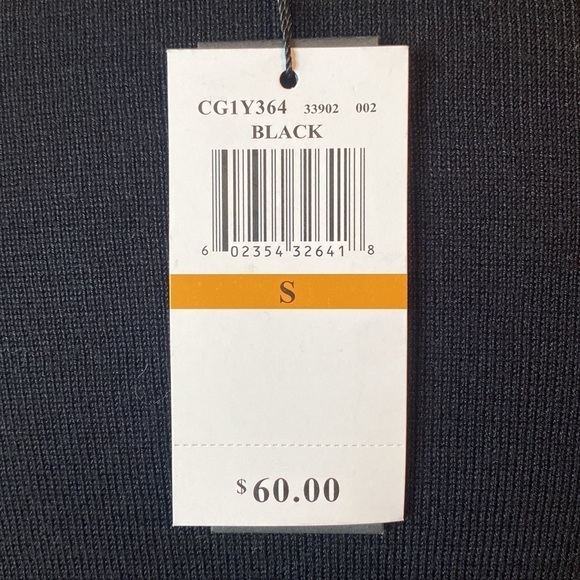 CG1Y364 33902 002
BLACK
6 02354 32641 8
S
$ 60.00